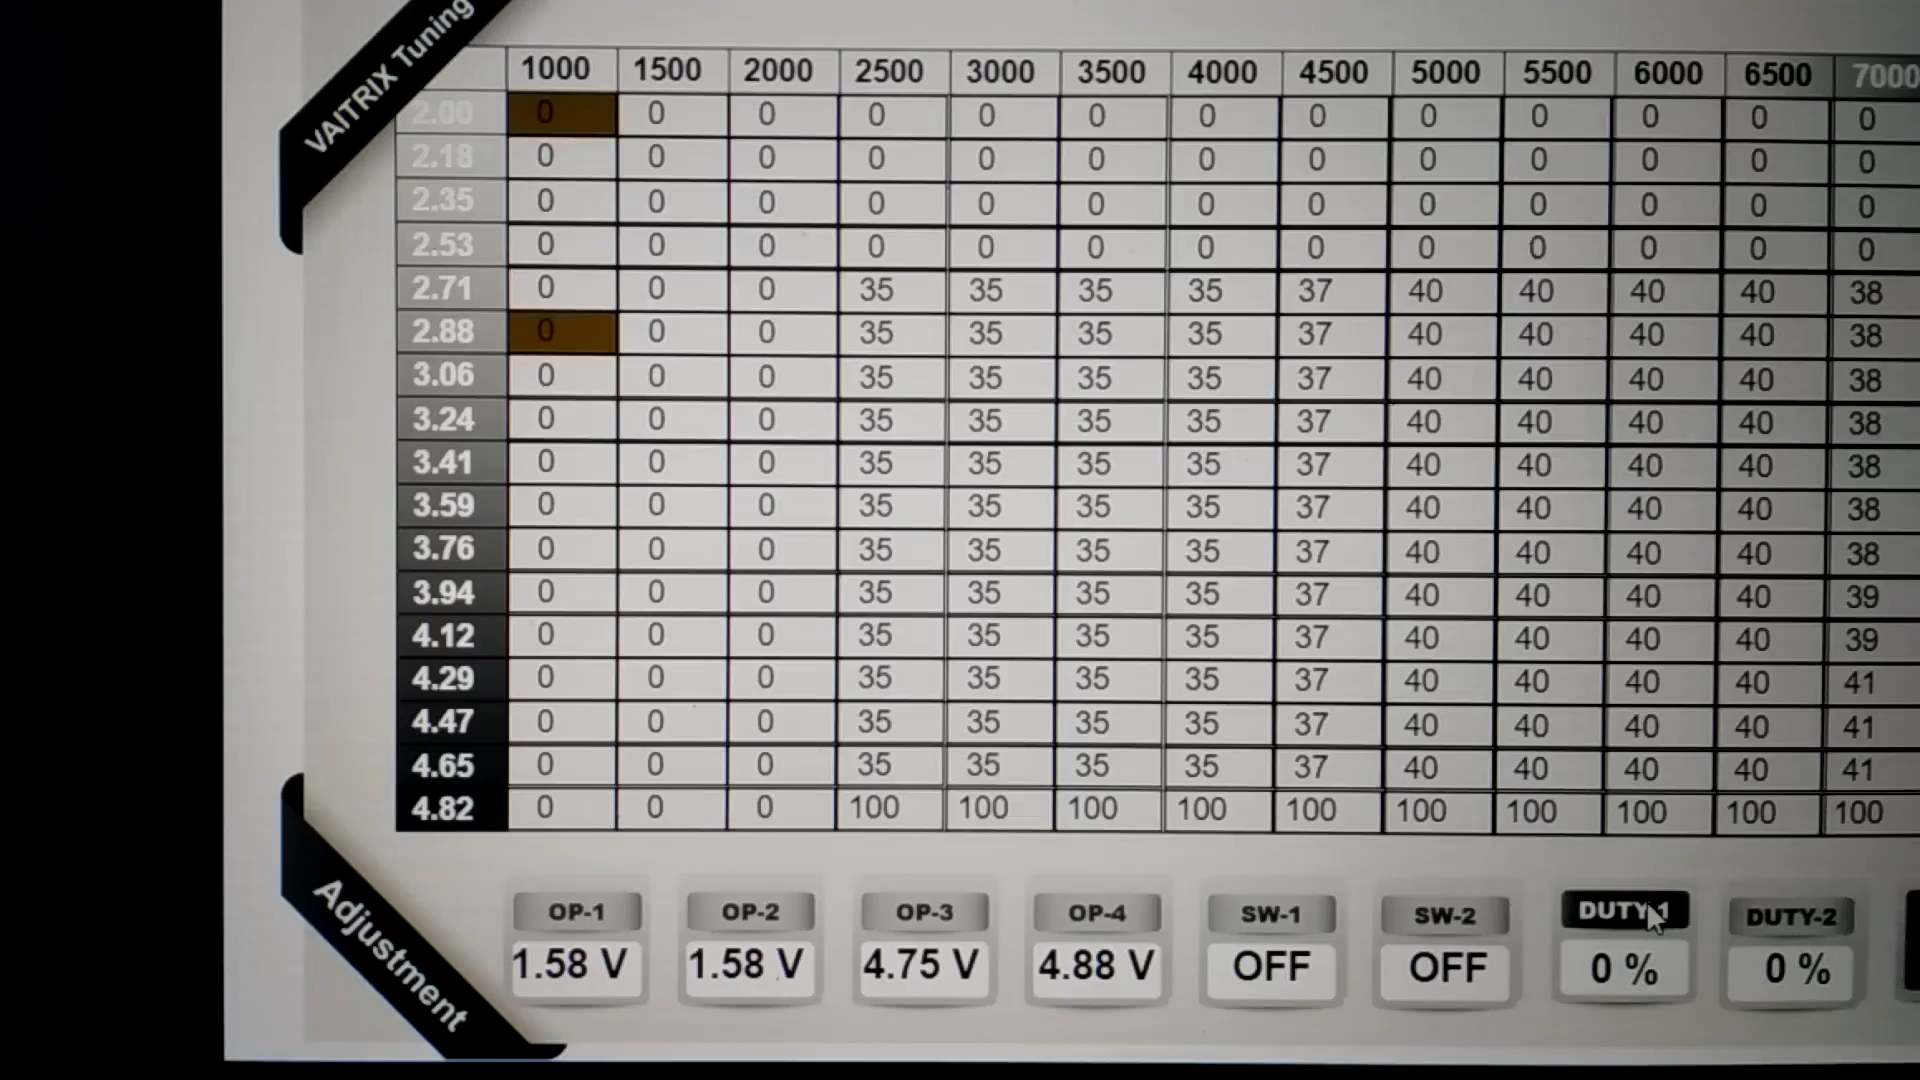 VAITRIX Tuning
1000 1500 2000 2500 3000 3500 4000 4500 5000 5500 6000 6500 7000
2.00 0 0 0 0 0 0 0 0 0 0 0 0 0
2.18 0 0 0 0 0 0 0 0 0 0 0 0 0
2.35 0 0 0 0 0 0 0 0 0 0 0 0 0
2.53 0 0 0 0 0 0 0 0 0 0 0 0 0
2.71 0 0 0 35 35 35 35 37 40 40 40 40 38
2.88 0 0 0 35 35 35 35 37 40 40 40 40 38
3.06 0 0 0 35 35 35 35 37 40 40 40 40 38
3.24 0 0 0 35 35 35 35 37 40 40 40 40 38
3.41 0 0 0 35 35 35 35 37 40 40 40 40 38
3.59 0 0 0 35 35 35 35 37 40 40 40 40 38
3.76 0 0 0 35 35 35 35 37 40 40 40 40 38
3.94 0 0 0 35 35 35 35 37 40 40 40 40 39
4.12 0 0 0 35 35 35 35 37 40 40 40 40 39
4.29 0 0 0 35 35 35 35 37 40 40 40 40 41
4.47 0 0 0 35 35 35 35 37 40 40 40 40 41
4.65 0 0 0 35 35 35 35 37 40 40 40 40 41
4.82 0 0 0 100 100 100 100 100 100 100 100 100 100
Adjustment
OP-1 OP-2 OP-3 OP-4 SW-1 SW-2 DUTY-1 DUTY-2
1.58 V 1.58 V 4.75 V 4.88 V OFF OFF 0 % 0 %